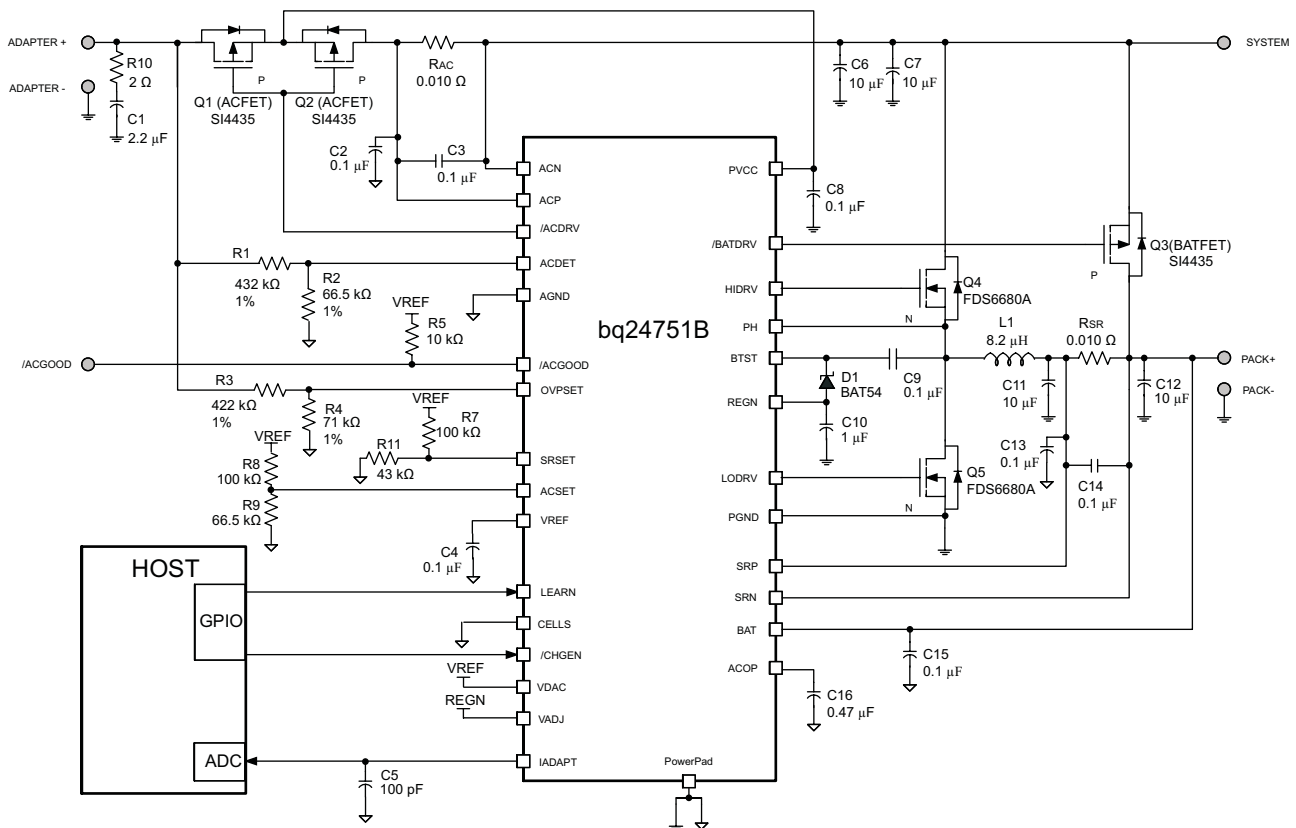 ADAPTER +
ADAPTER -
R10
2 Ω
C1
2.2 µF
P
Q1 (ACFET)
SI4435
P
Q2 (ACFET)
SI4435
RAC
0.010 Ω
C6
10 µF
C7
10 µF
SYSTEM
C2
0.1 µF
C3
0.1 µF
C8
0.1 µF
Q3(BATFET)
SI4435
P
R1
432 kΩ
1%
R2
66.5 kΩ
1%
VREF
R5
10 kΩ
/ACGOOD
R3
422 kΩ
1%
R4
71 kΩ
1%
VREF
R7
100 kΩ
R11
43 kΩ
VREF
R8
100 kΩ
R9
66.5 kΩ
C4
0.1 µF
HOST
GPIO
ADC
VREF
REGN
C5
100 pF
bq24751B
ACN
ACP
/ACDRV
ACDET
AGND
/ACGOOD
OVPSET
SRSET
ACSET
VREF
LEARN
CELLS
/CHGEN
VDAC
VADJ
IADAPT
PVCC
/BATDRV
HIDRV
PH
BTST
REGN
LODRV
PGND
SRP
SRN
BAT
ACOP
PowerPad
Q4
FDS6680A
N
L1
8.2 µH
RSR
0.010 Ω
PACK+
PACK-
D1
BAT54
C9
0.1 µF
C10
1 µF
C11
10 µF
C12
10 µF
C13
0.1 µF
C14
0.1 µF
Q5
FDS6680A
N
C15
0.1 µF
C16
0.47 µF